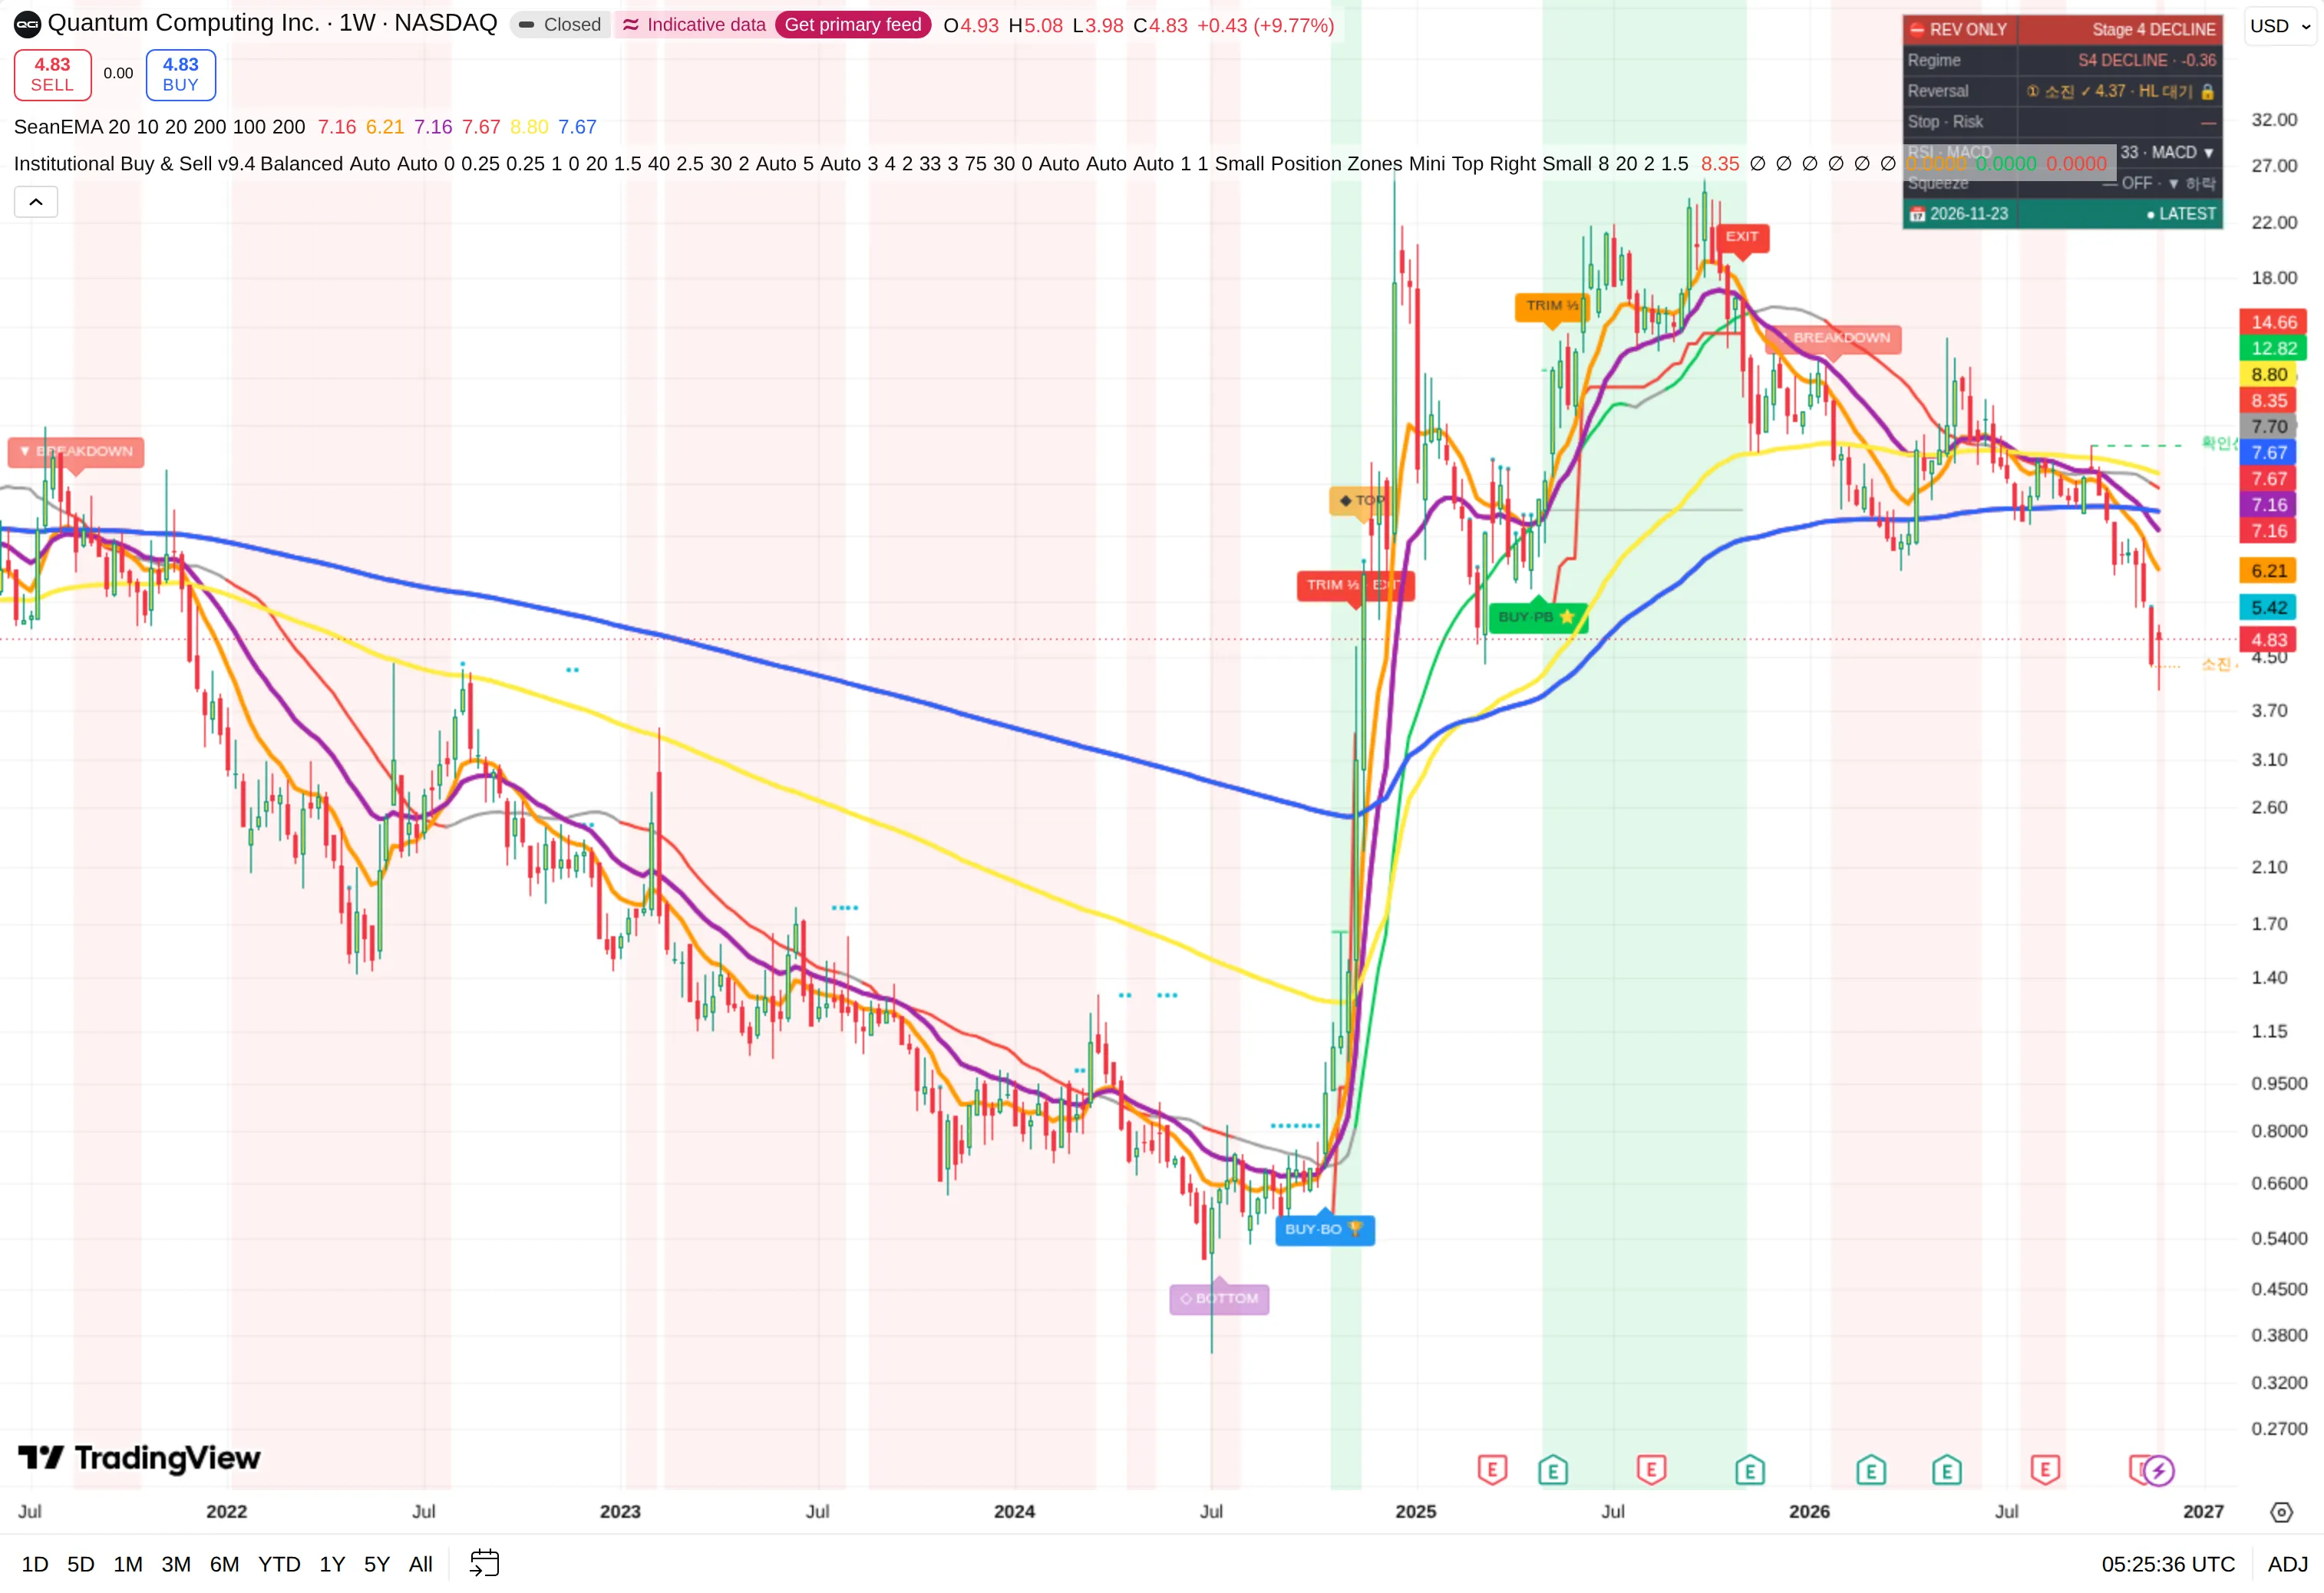 Quantum Computing Inc. · 1W · NASDAQ Closed Indicative data Get primary feed O4.93 H5.08 L3.98 C4.83 +0.43 (+9.77%)
4.83 SELL 0.00 4.83 BUY
SeanEMA 20 10 20 200 100 200 7.16 6.21 7.16 7.67 8.80 7.67
Institutional Buy & Sell v9.4 Balanced Auto Auto 0 0.25 0.25 1 0 20 1.5 40 2.5 30 2 Auto 5 Auto 3 4 2 33 3 75 30 0 Auto Auto Auto 1 1 Small Position Zones Mini Top Right Small 8 20 2 1.5 8.35 ∅ ∅ ∅ ∅ ∅ ∅ 0.0000 0.0000 0.0000
⛔ REV ONLY Stage 4 DECLINE
Regime S4 DECLINE · -0.36
Reversal ① 소진 ✓ 4.37 · HL 대기 🔒
Stop · Risk —
RSI · MACD 33 · MACD ▼
Squeeze — OFF · ▼ 하락
📅 2026-11-23 ● LATEST
USD
32.00
27.00
22.00
18.00
14.66
12.82
8.80
8.35
7.70
7.67
7.67
7.16
7.16
6.21
5.42
4.83
4.50
3.70
3.10
2.60
2.10
1.70
1.40
1.15
0.9500
0.8000
0.6600
0.5400
0.4500
0.3800
0.3200
0.2700
EXIT
TRIM ⅓
BREAKDOWN
▼ BREAKDOWN
◆ TOP
TRIM ⅓ EXIT
BUY-PB ⭐
BUY-BO 🏆
◇ BOTTOM
소진
TradingView
E E E E E E E
Jul 2022 Jul 2023 Jul 2024 Jul 2025 Jul 2026 Jul 2027
1D 5D 1M 3M 6M YTD 1Y 5Y All 05:25:36 UTC ADJ